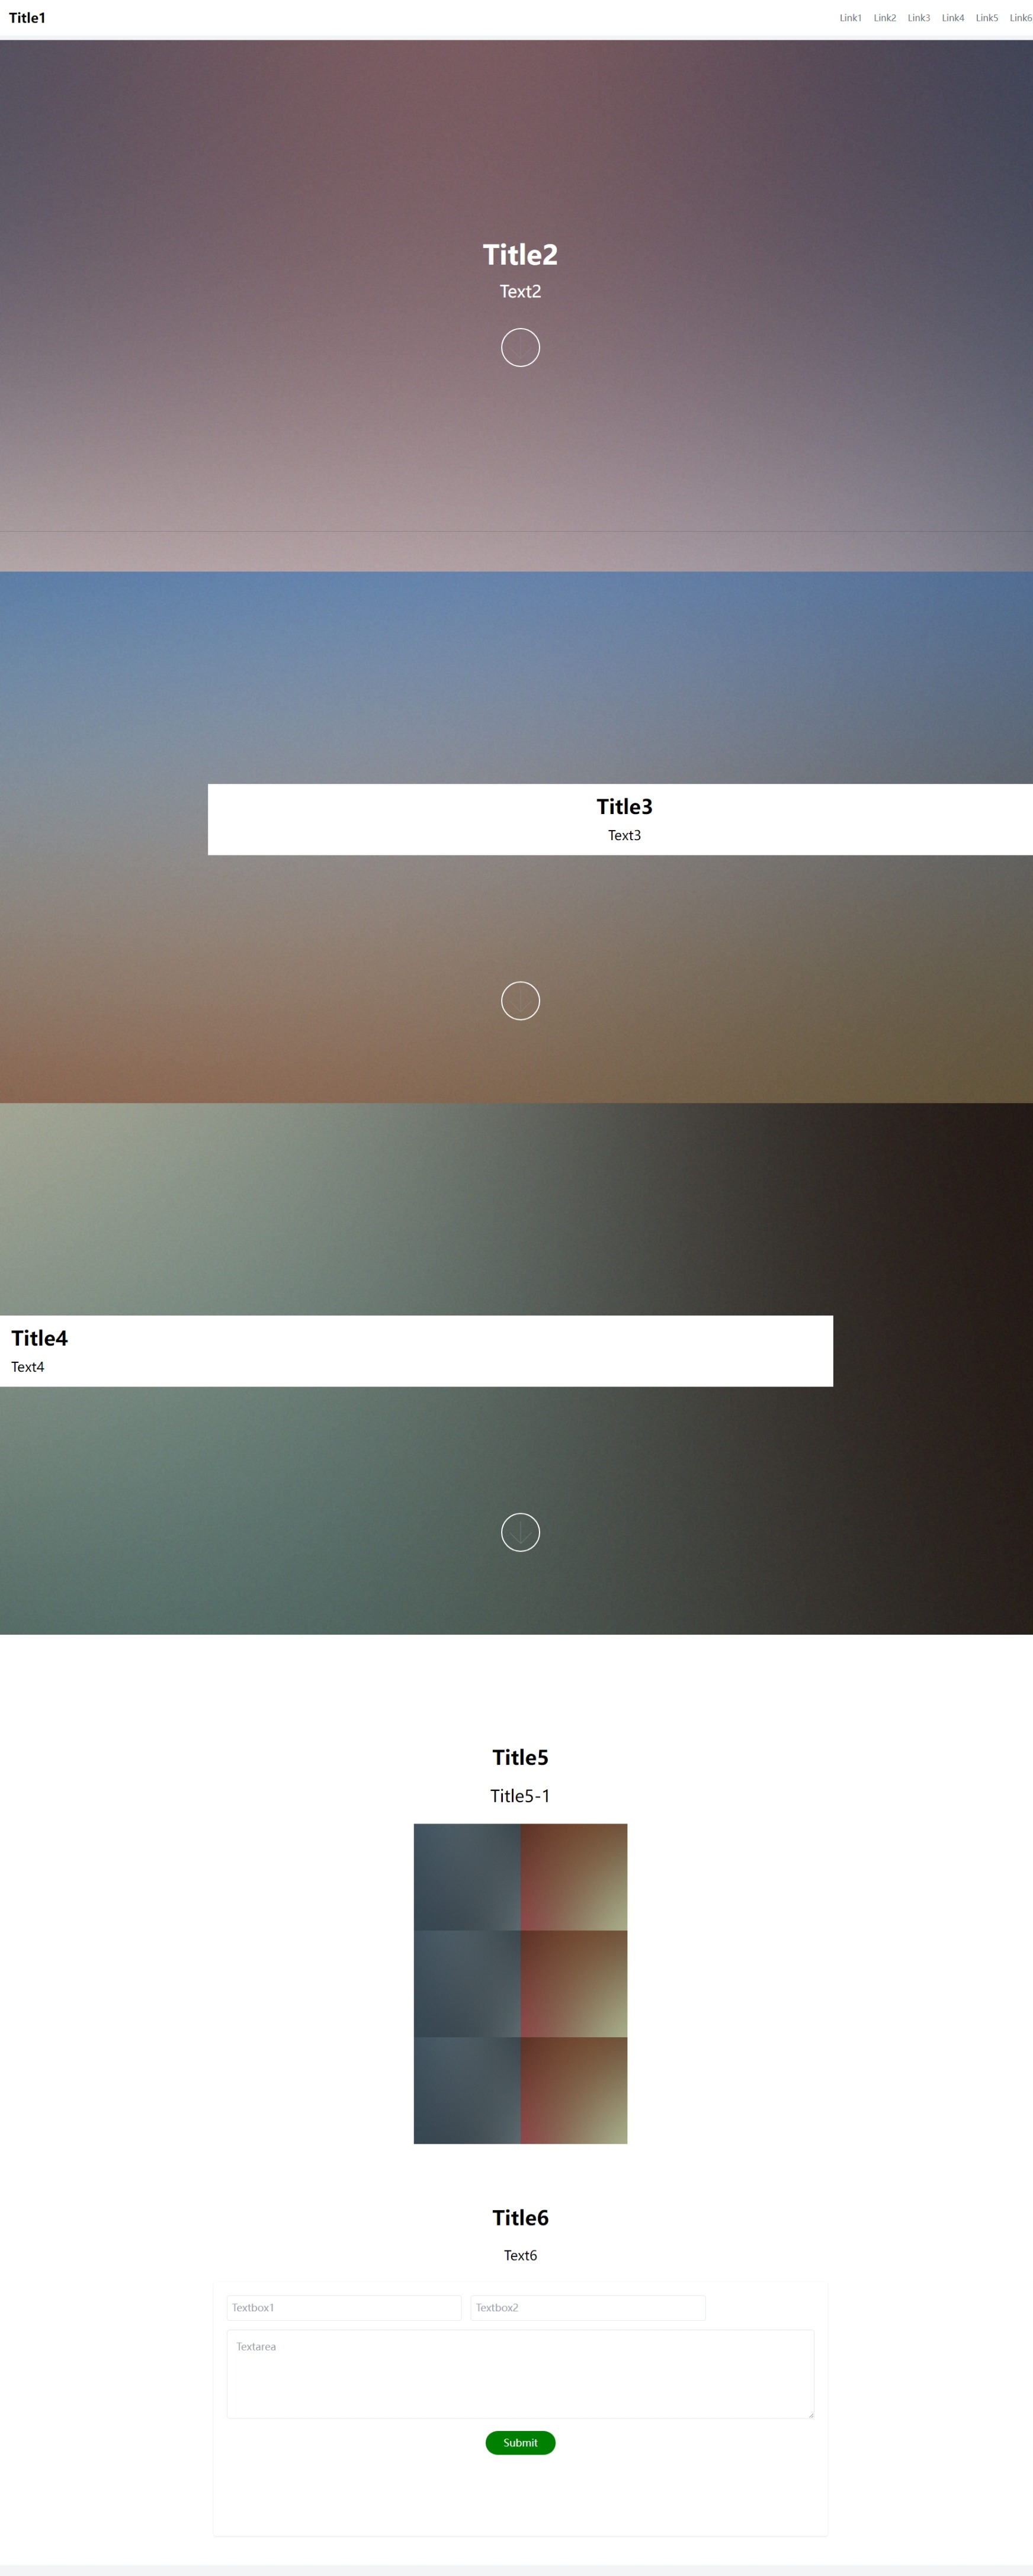 Title1
Link1 Link2 Link3 Link4 Link5 Link6
Title2
Text2
Title3
Text3
Title4
Text4
Title5
Title5-1
Title6
Text6
Textbox1 Textbox2
Textarea
Submit